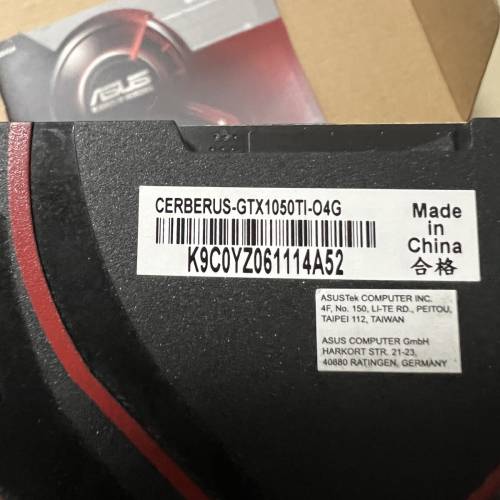 ASUS
CERBERUS-GTX1050TI-O4G
K9C0YZ061114A52
Made
in
China
合格
ASUSTek COMPUTER INC.
4F, No. 150, LI-TE RD., PEITOU,
TAIPEI 112, TAIWAN
ASUS COMPUTER GmbH
HARKORT STR. 21-23,
40880 RATINGEN, GERMANY